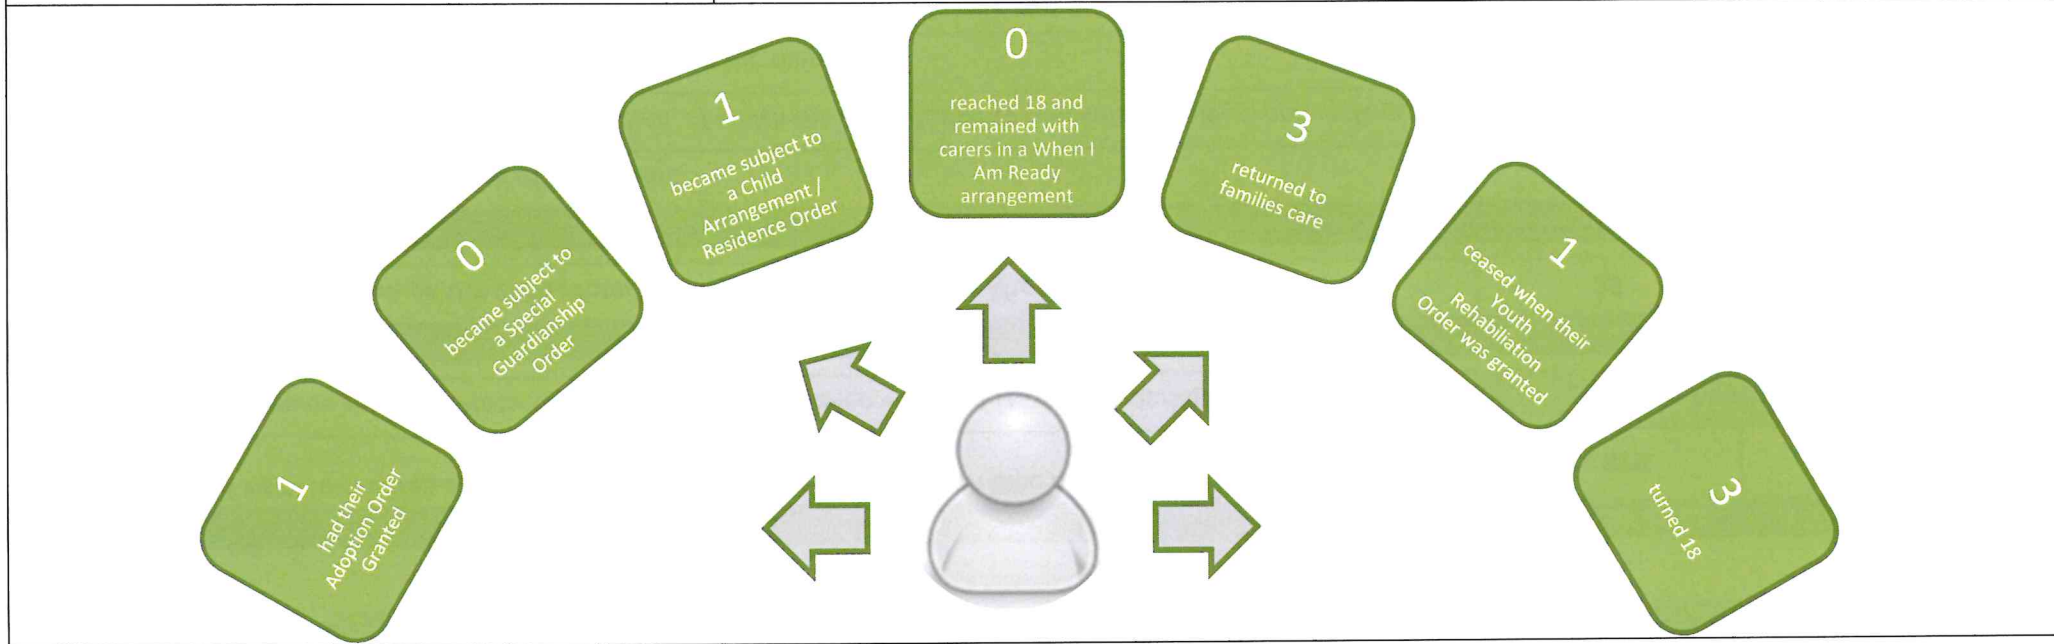 1
had their
Adoption Order
Granted
0
became subject to
a Special
Guardianship
Order
1
became subject to
a Child
Arrangement /
Residence Order
0
reached 18 and
remained with
carers in a When I
Am Ready
arrangement
3
returned to
families care
1
ceased when their
Youth
Rehabiliation
Order was granted
3
turned 18